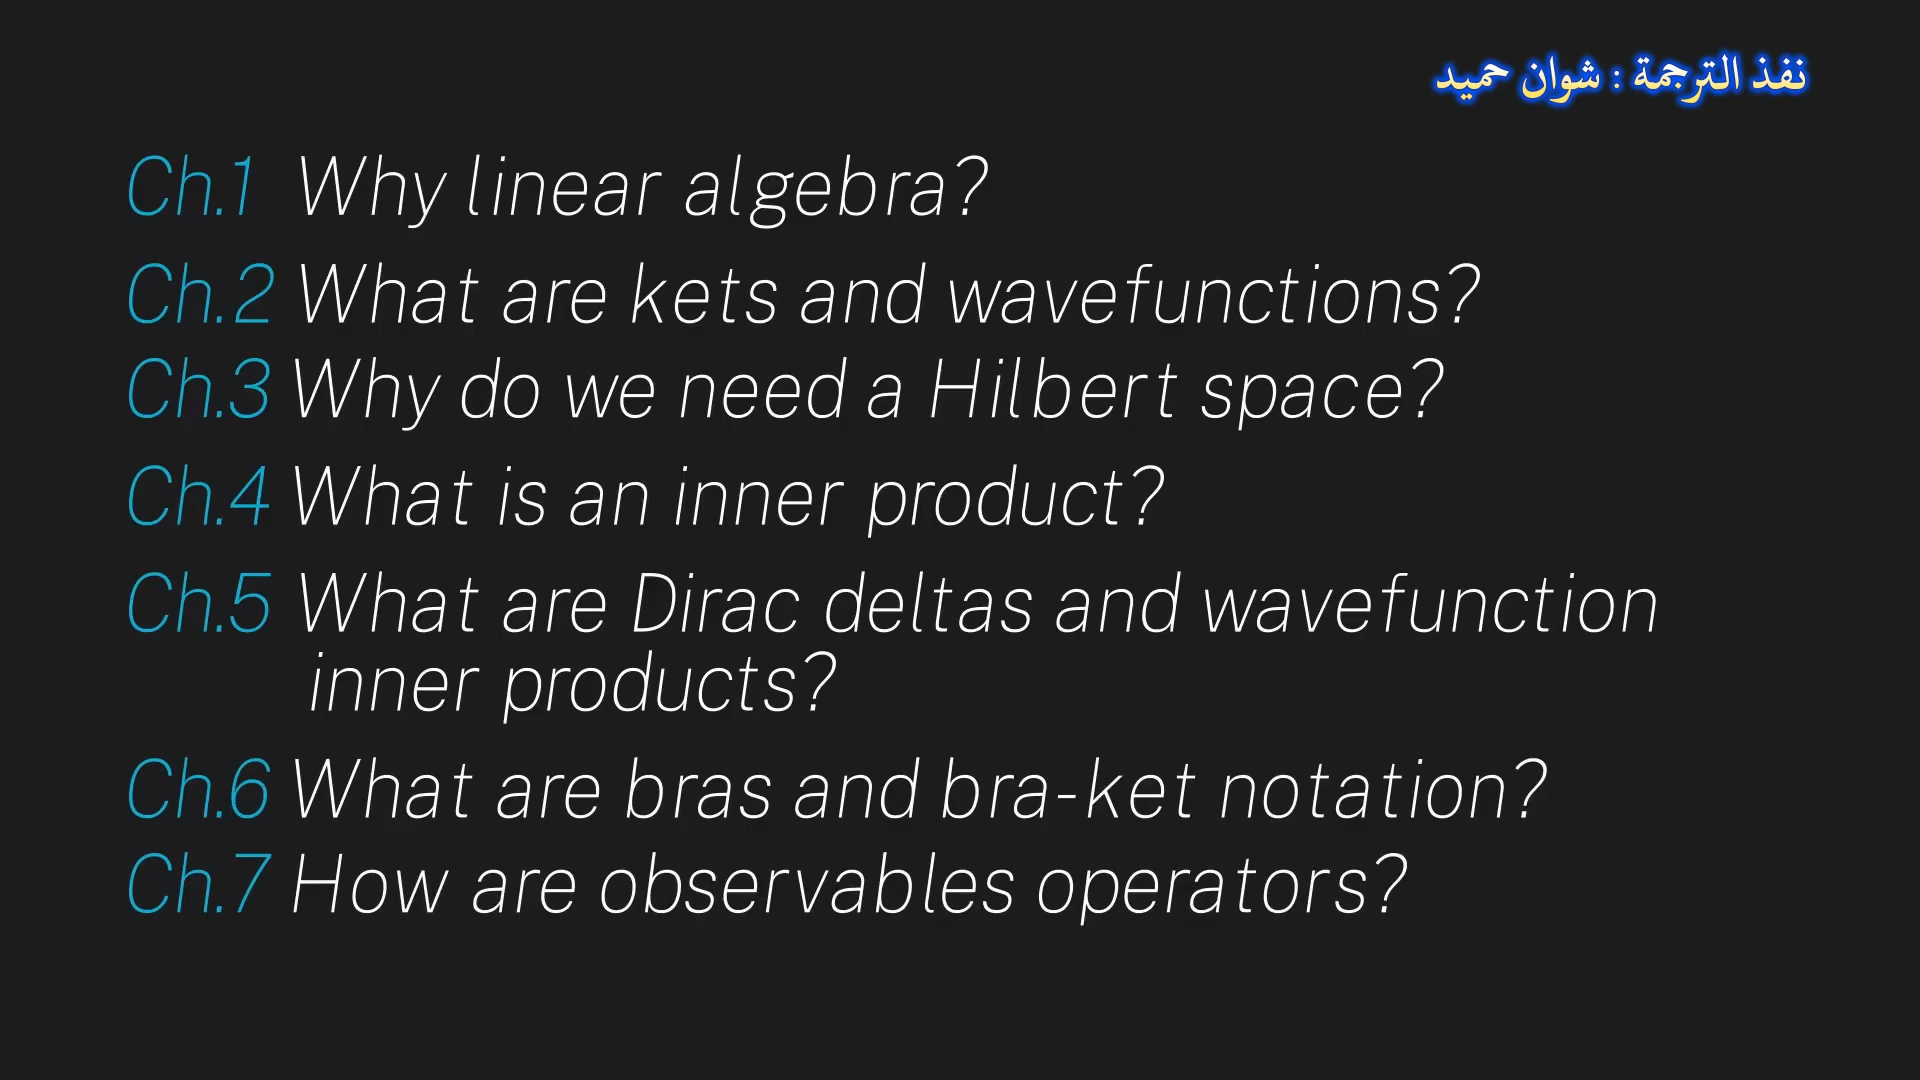 نفذ الترجمة : شوان حميد
Ch.1 Why linear algebra?
Ch.2 What are kets and wavefunctions?
Ch.3 Why do we need a Hilbert space?
Ch.4 What is an inner product?
Ch.5 What are Dirac deltas and wavefunction
inner products?
Ch.6 What are bras and bra-ket notation?
Ch.7 How are observables operators?